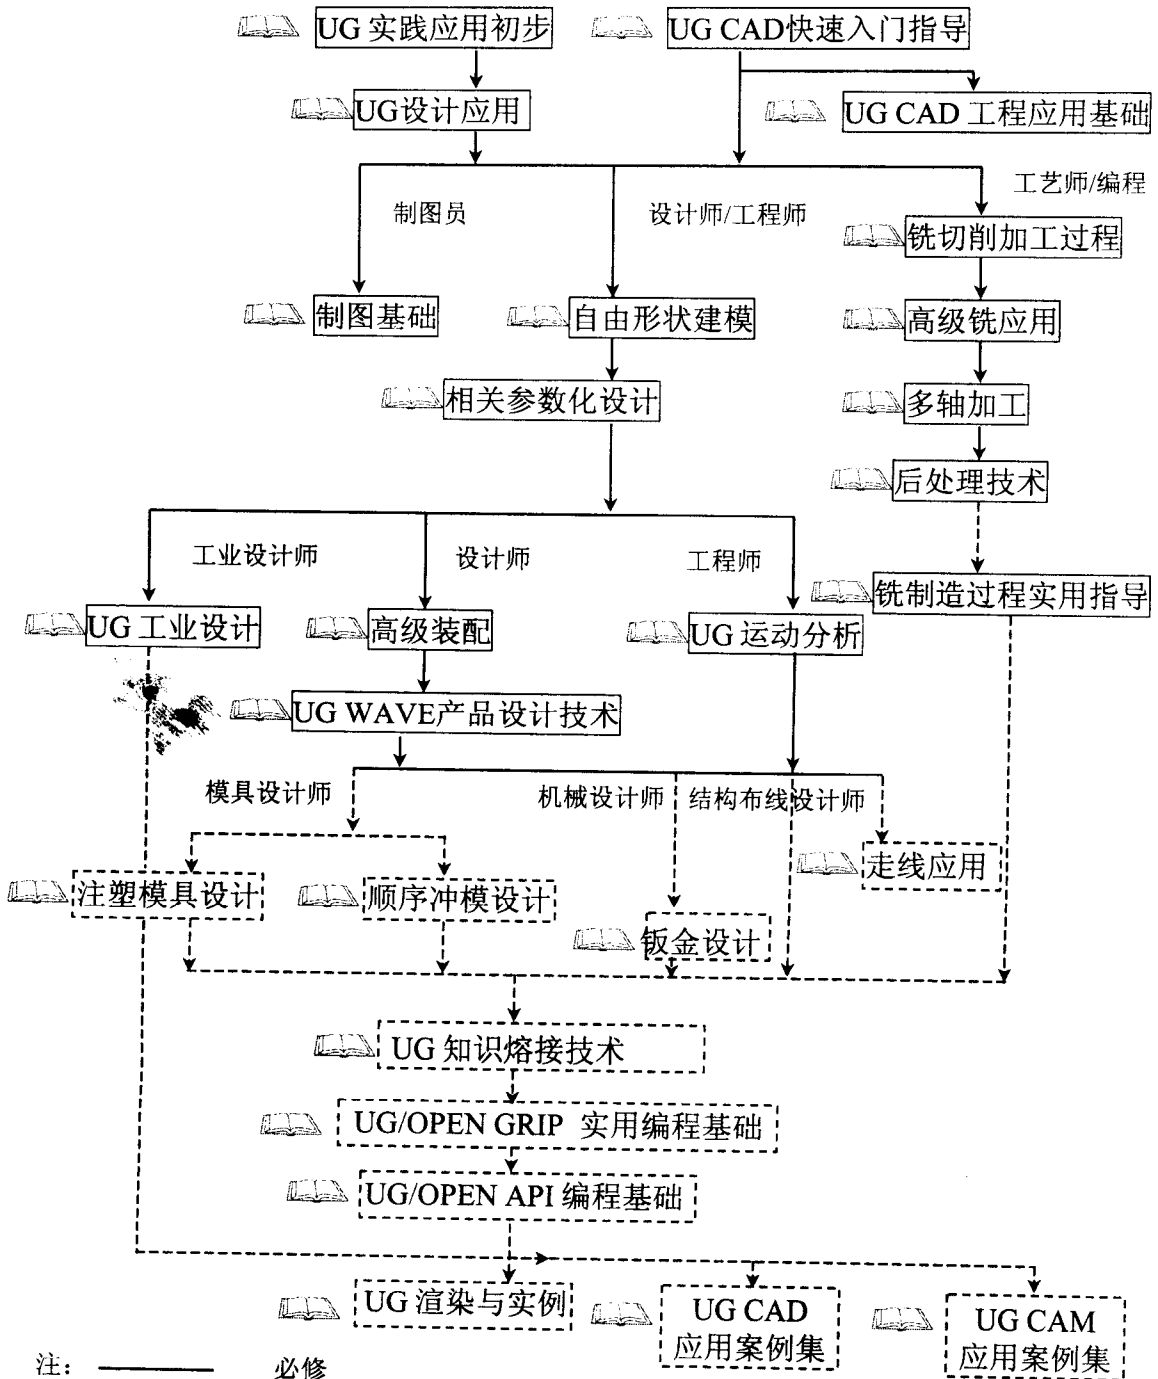 UG 实践应用初步
UG CAD快速入门指导
UG设计应用
UG CAD 工程应用基础
工艺师/编程
制图员
设计师/工程师
铣切削加工过程
制图基础
自由形状建模
高级铣应用
相关参数化设计
多轴加工
后处理技术
工业设计师
设计师
工程师
铣制造过程实用指导
UG 工业设计
高级装配
UG 运动分析
UG WAVE产品设计技术
模具设计师
机械设计师
结构布线设计师
走线应用
注塑模具设计
顺序冲模设计
钣金设计
UG 知识熔接技术
UG/OPEN GRIP 实用编程基础
UG/OPEN API 编程基础
UG 渲染与实例
UG CAD
应用案例集
UG CAM
应用案例集
注：
必修